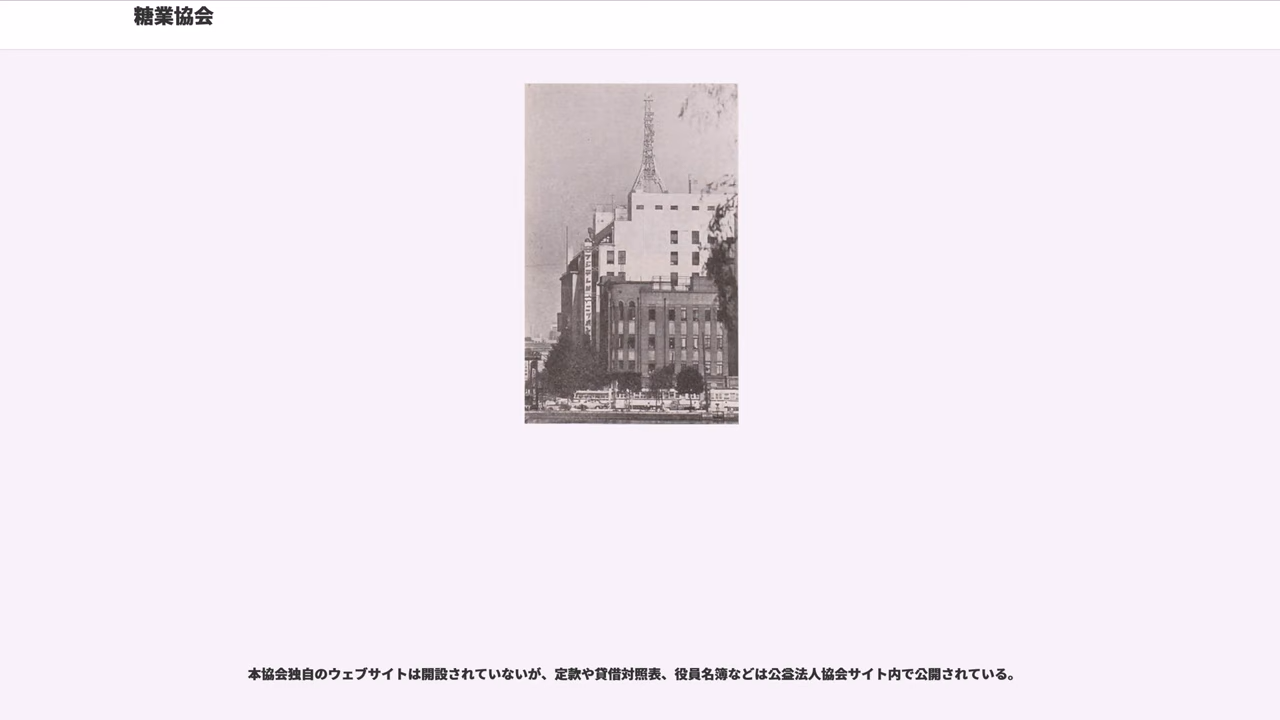 糖業協会
本協会独自のウェブサイトは開設されていないが、定款や貸借対照表、役員名簿などは公益法人協会サイト内で公開されている。